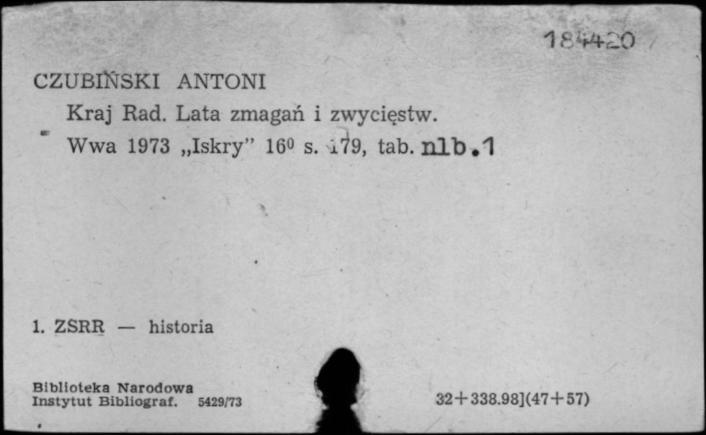 184420
CZUBIŃSKI ANTONI
Kraj Rad. Lata zmagań i zwycięstw.
Wwa 1973 „Iskry” 16⁰ s. 179, tab. nlb.1
1. ZSRR — historia
Biblioteka Narodowa
Instytut Bibliograf. 5429/73
32+338.98](47+57)